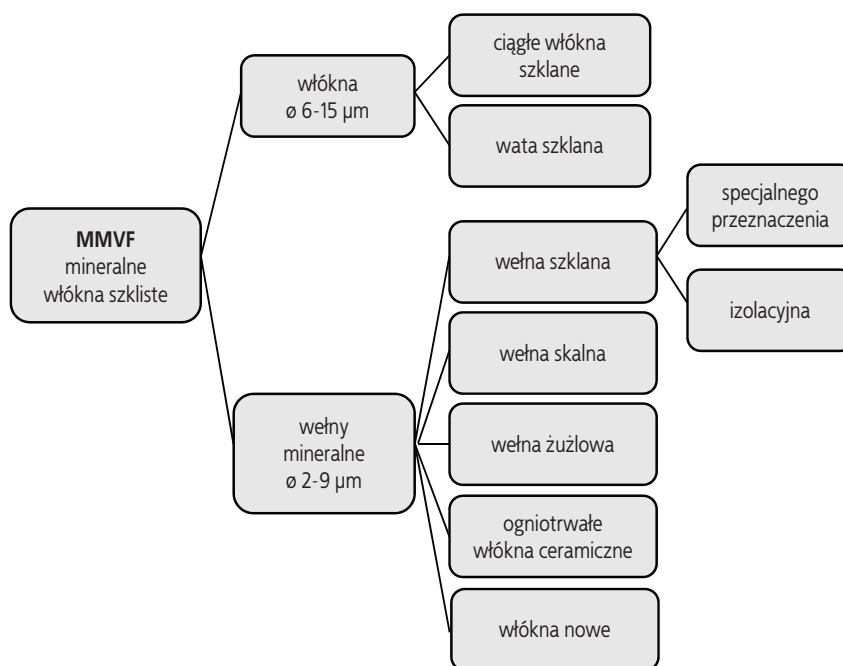 MMVF
mineralne
włókna szkliste
włókna
ø 6-15 µm
ciągłe włókna
szklane
wata szklana
wełny
mineralne
ø 2-9 µm
wełna szklana
specjalnego
przeznaczenia
izolacyjna
wełna skalna
wełna żużlowa
ogniotrwałe
włókna ceramiczne
włókna nowe